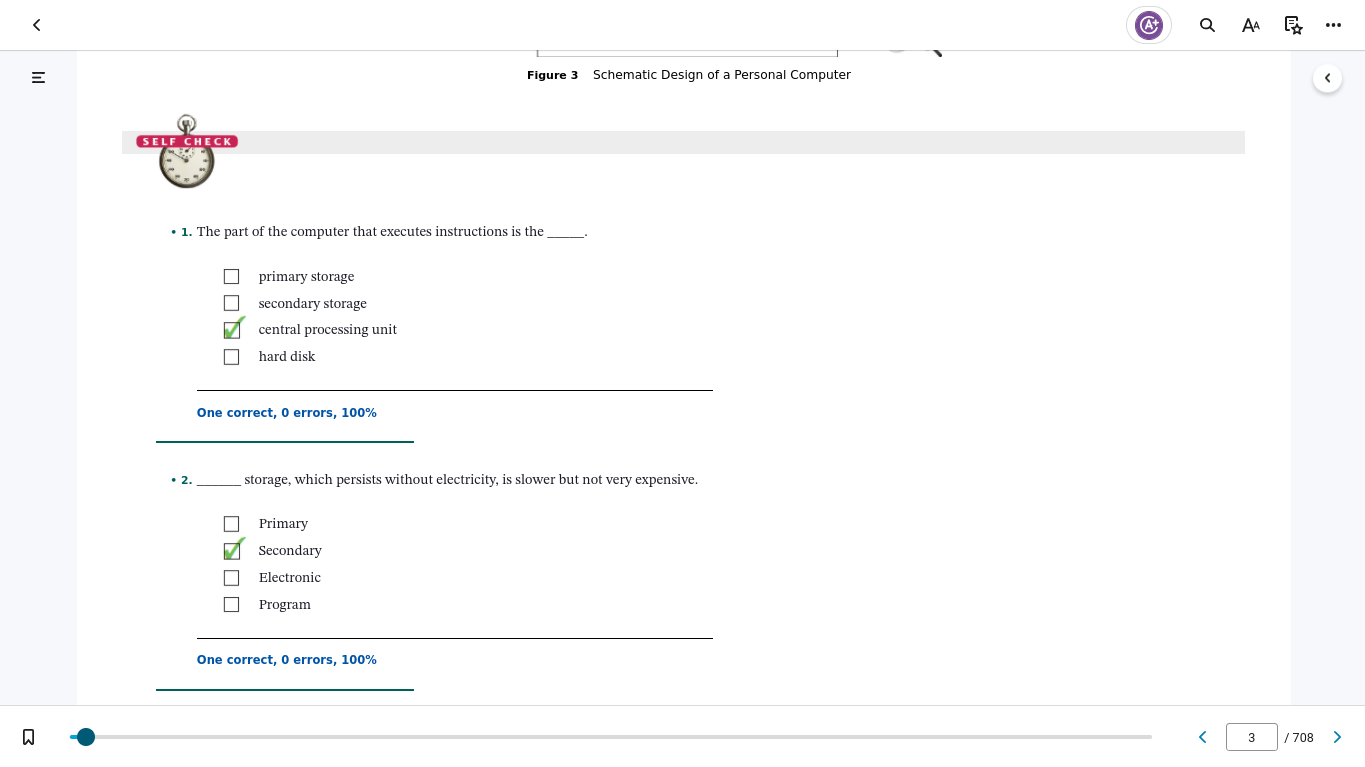 A+
AA
Figure 3 Schematic Design of a Personal Computer
SELF CHECK
• 1. The part of the computer that executes instructions is the _____.
primary storage
secondary storage
central processing unit
hard disk
One correct, 0 errors, 100%
• 2. ______ storage, which persists without electricity, is slower but not very expensive.
Primary
Secondary
Electronic
Program
One correct, 0 errors, 100%
3 / 708